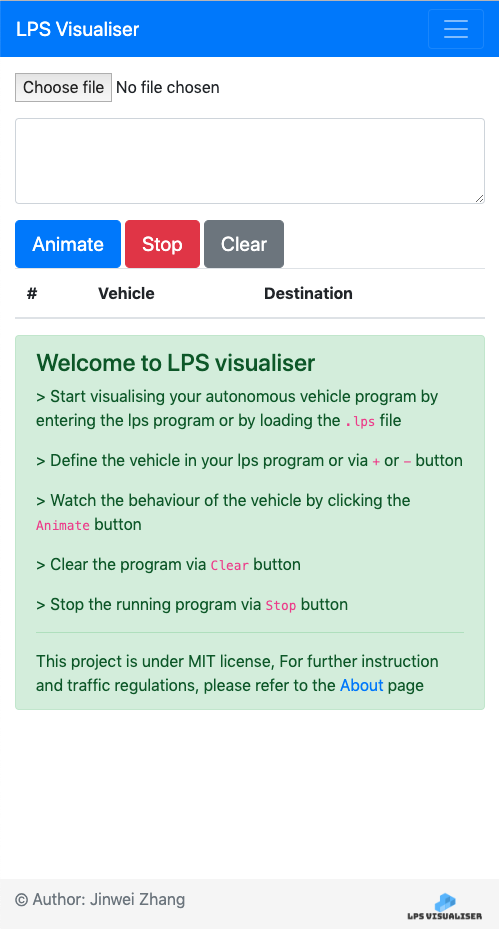 LPS Visualiser
Choose file No file chosen
Animate Stop Clear
# Vehicle Destination
Welcome to LPS visualiser
> Start visualising your autonomous vehicle program by
entering the lps program or by loading the .lps file
> Define the vehicle in your lps program or via + or - button
> Watch the behaviour of the vehicle by clicking the
Animate button
> Clear the program via Clear button
> Stop the running program via Stop button
This project is under MIT license, For further instruction
and traffic regulations, please refer to the About page
© Author: Jinwei Zhang
LPS VISUALISER